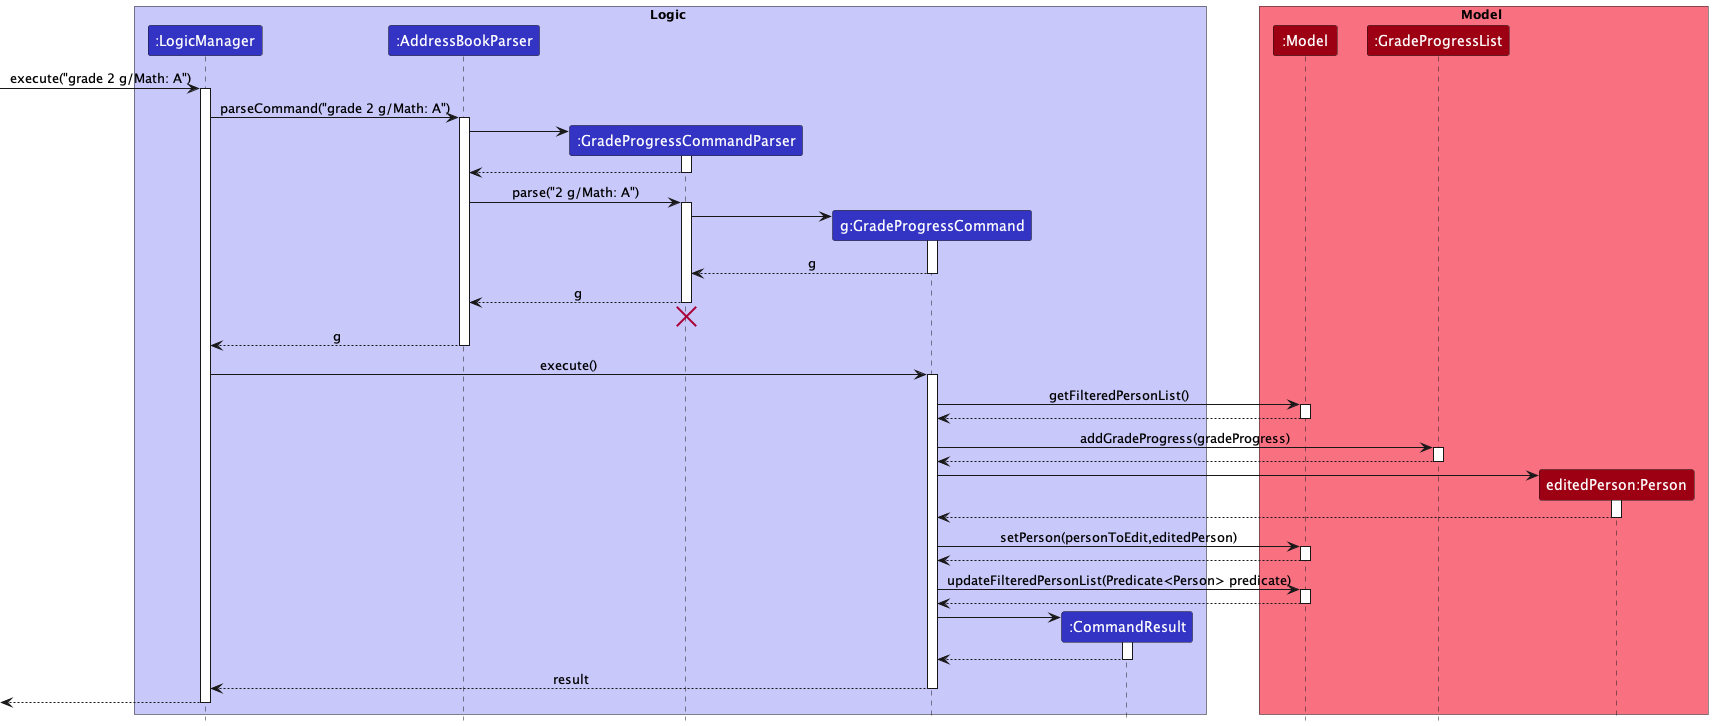 Logic
Model
:LogicManager
:AddressBookParser
:Model
:GradeProgressList
execute("grade 2 g/Math: A")
parseCommand("grade 2 g/Math: A")
:GradeProgressCommandParser
parse("2 g/Math: A")
g:GradeProgressCommand
g
g
g
execute()
getFilteredPersonList()
addGradeProgress(gradeProgress)
editedPerson:Person
setPerson(personToEdit,editedPerson)
updateFilteredPersonList(Predicate<Person> predicate)
:CommandResult
result